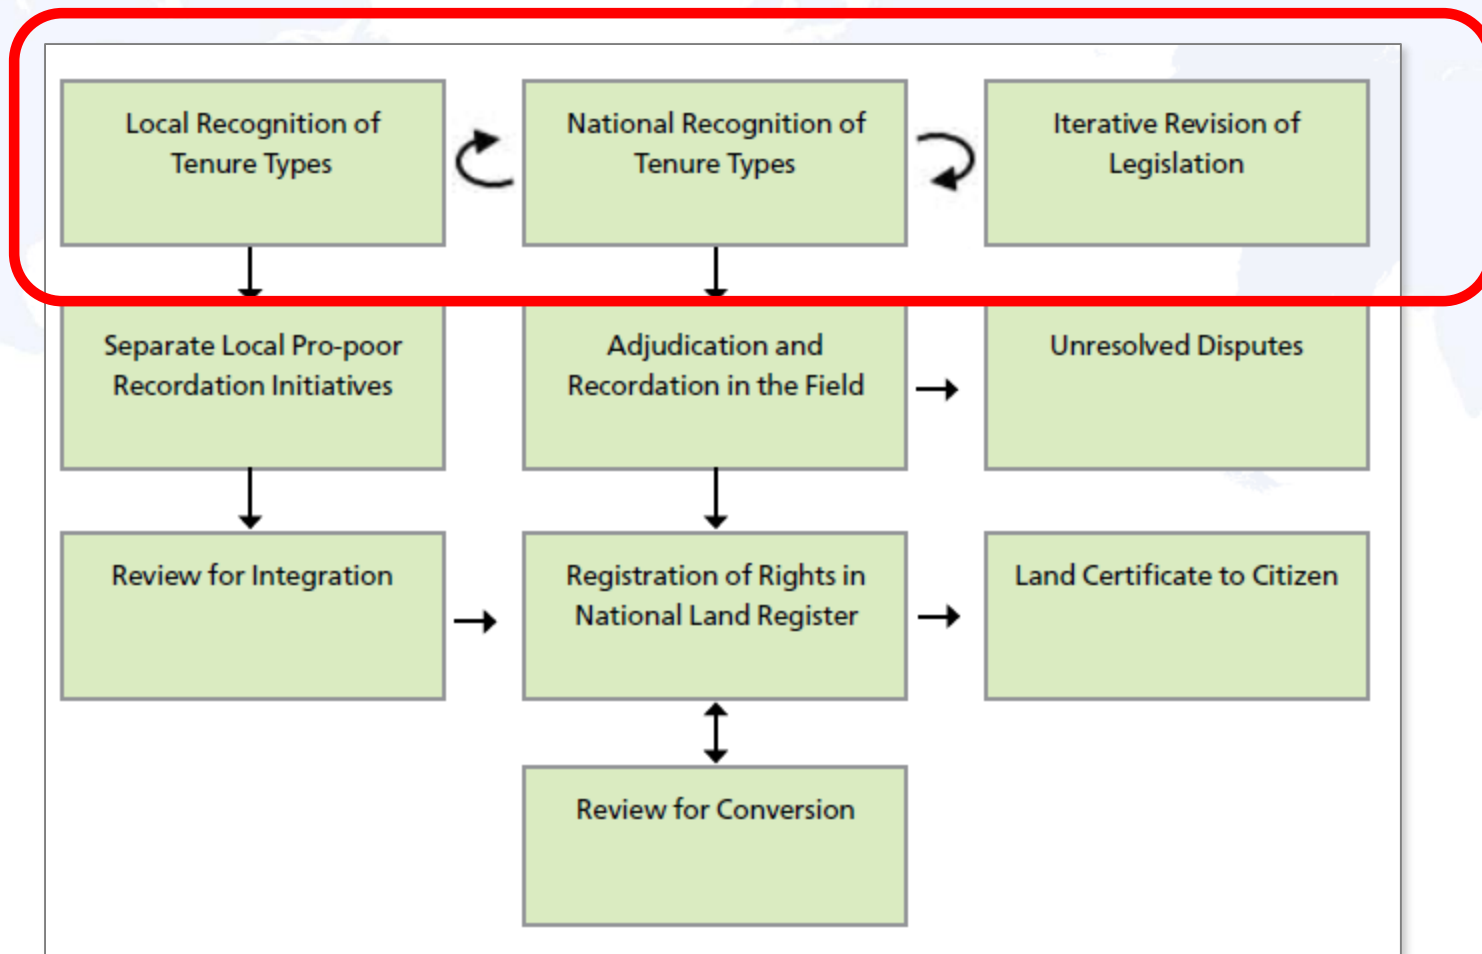 Local Recognition of
Tenure Types
National Recognition of
Tenure Types
Iterative Revision of
Legislation
Separate Local Pro-poor
Recordation Initiatives
Adjudication and
Recordation in the Field
Unresolved Disputes
Review for Integration
Registration of Rights in
National Land Register
Land Certificate to Citizen
Review for Conversion